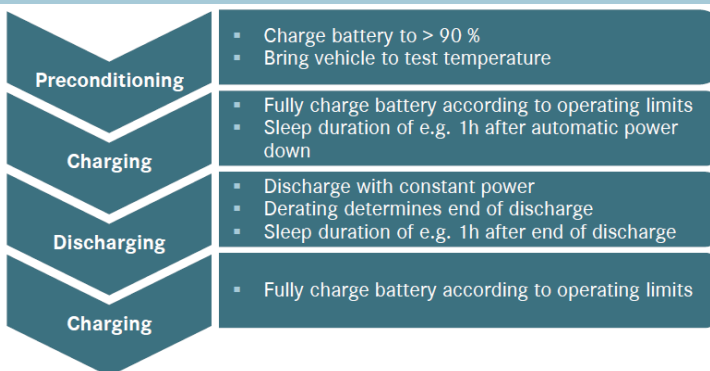 Preconditioning
▪ Charge battery to > 90 %
▪ Bring vehicle to test temperature
Charging
▪ Fully charge battery according to operating limits
▪ Sleep duration of e.g. 1h after automatic power
down
Discharging
▪ Discharge with constant power
▪ Derating determines end of discharge
▪ Sleep duration of e.g. 1h after end of discharge
Charging
▪ Fully charge battery according to operating limits